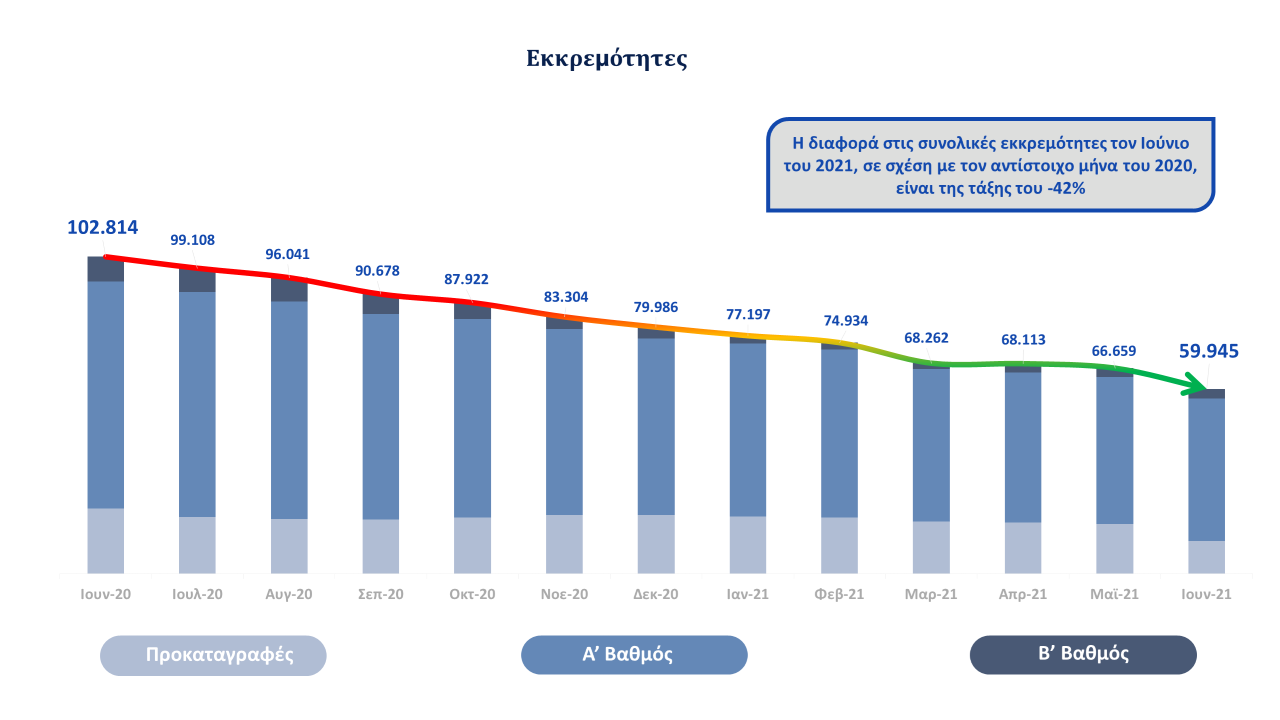 Εκκρεμότητες
Η διαφορά στις συνολικές εκκρεμότητες τον Ιούνιο
του 2021, σε σχέση με τον αντίστοιχο μήνα του 2020,
είναι της τάξης του -42%
102.814
99.108
96.041
90.678
87.922
83.304
79.986
77.197
74.934
68.262
68.113
66.659
59.945
Ιουν-20
Ιουλ-20
Αυγ-20
Σεπ-20
Οκτ-20
Νοε-20
Δεκ-20
Ιαν-21
Φεβ-21
Μαρ-21
Απρ-21
Μαϊ-21
Ιουν-21
Προκαταγραφές
Α’ Βαθμός
Β’ Βαθμός